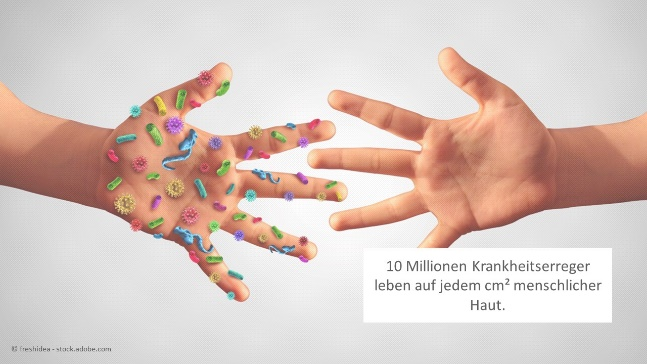 10 Millionen Krankheitserreger
leben auf jedem cm² menschlicher
Haut.
© freshidea - stock.adobe.com